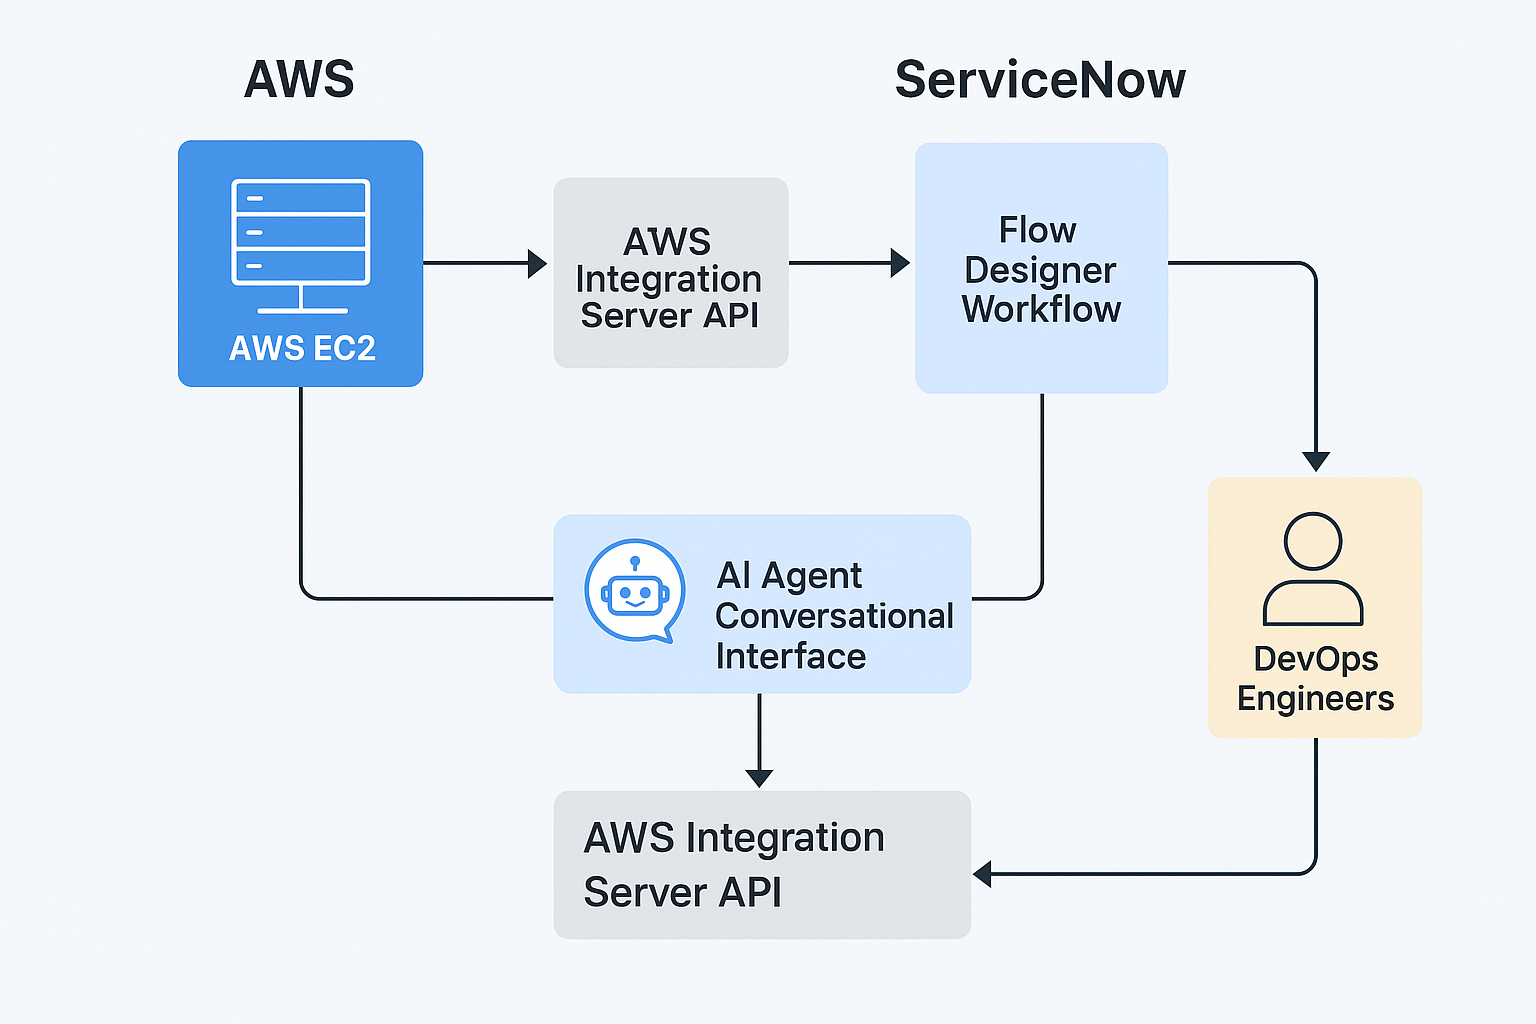 AWS
ServiceNow
AWS EC2
AWS
Integration
Server API
Flow
Designer
Workflow
AI Agent
Conversational
Interface
DevOps
Engineers
AWS Integration
Server API